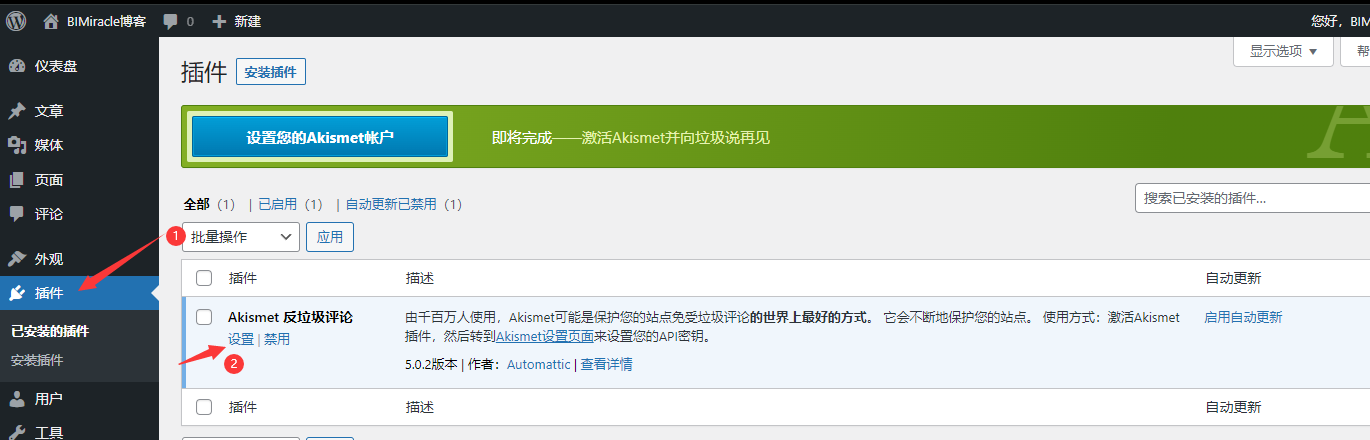 BIMiracle博客 0 新建 您好，BIM
仪表盘
文章
媒体
页面
评论
外观
插件
已安装的插件
安装插件
用户
工具
显示选项 帮
插件 安装插件
设置您的Akismet帐户 即将完成——激活Akismet并向垃圾说再见
全部（1） | 已启用（1） | 自动更新已禁用（1）
搜索已安装的插件...
1 批量操作 应用
插件 描述 自动更新
Akismet 反垃圾评论
设置 | 禁用
2
由千百万人使用，Akismet可能是保护您的站点免受垃圾评论的世界上最好的方式。 它会不断地保护您的站点。 使用方式：激活Akismet
插件，然后转到Akismet设置页面来设置您的API密钥。
5.0.2版本 | 作者：Automattic | 查看详情
启用自动更新
插件 描述 自动更新